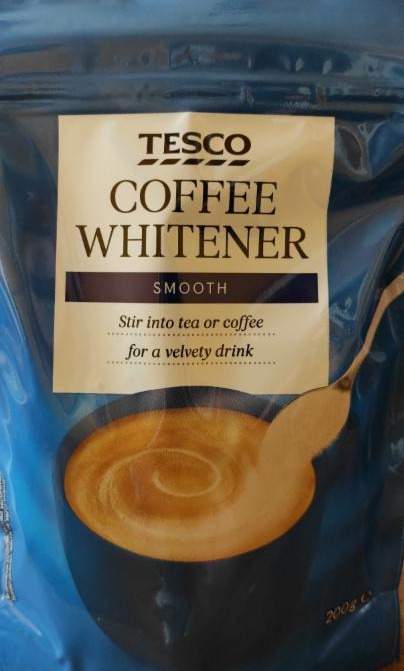 TESCO
COFFEE
WHITENER
SMOOTH
Stir into tea or coffee
for a velvety drink
200g ℮